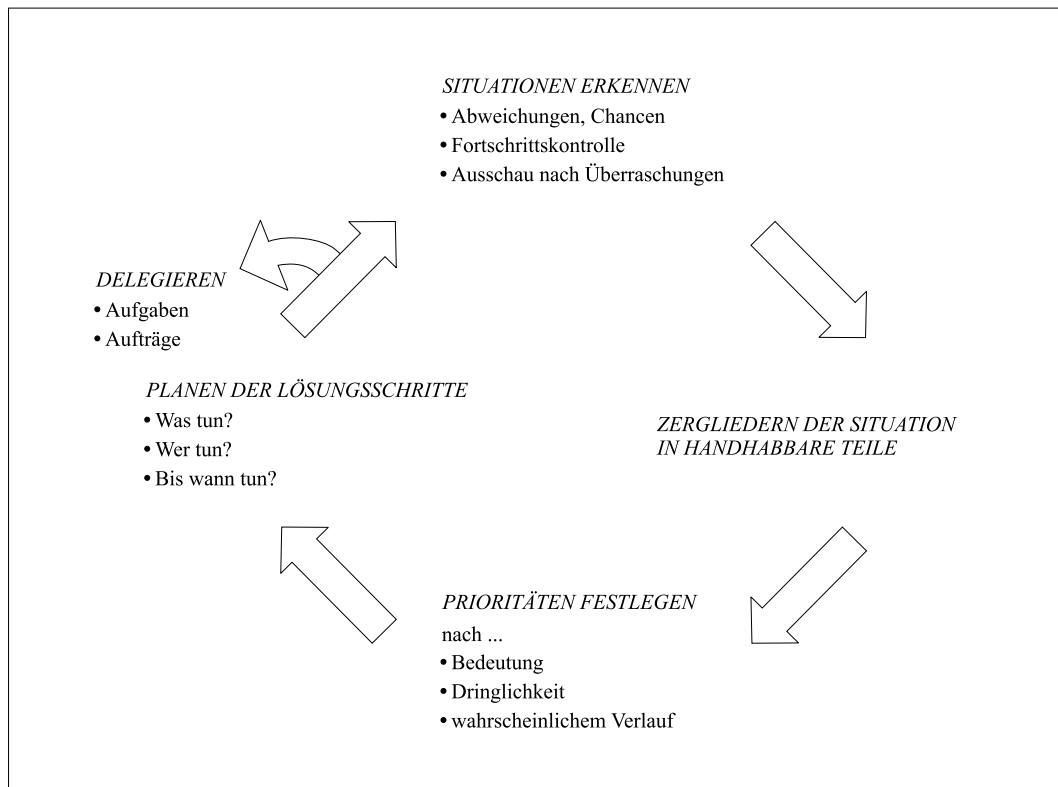 SITUATIONEN ERKENNEN
• Abweichungen, Chancen
• Fortschrittskontrolle
• Ausschau nach Überraschungen
DELEGIEREN
• Aufgaben
• Aufträge
PLANEN DER LÖSUNGSSCHRITTE
• Was tun?
• Wer tun?
• Bis wann tun?
ZERGLIEDERN DER SITUATION
IN HANDHABBARE TEILE
PRIORITÄTEN FESTLEGEN
nach ...
• Bedeutung
• Dringlichkeit
• wahrscheinlichem Verlauf